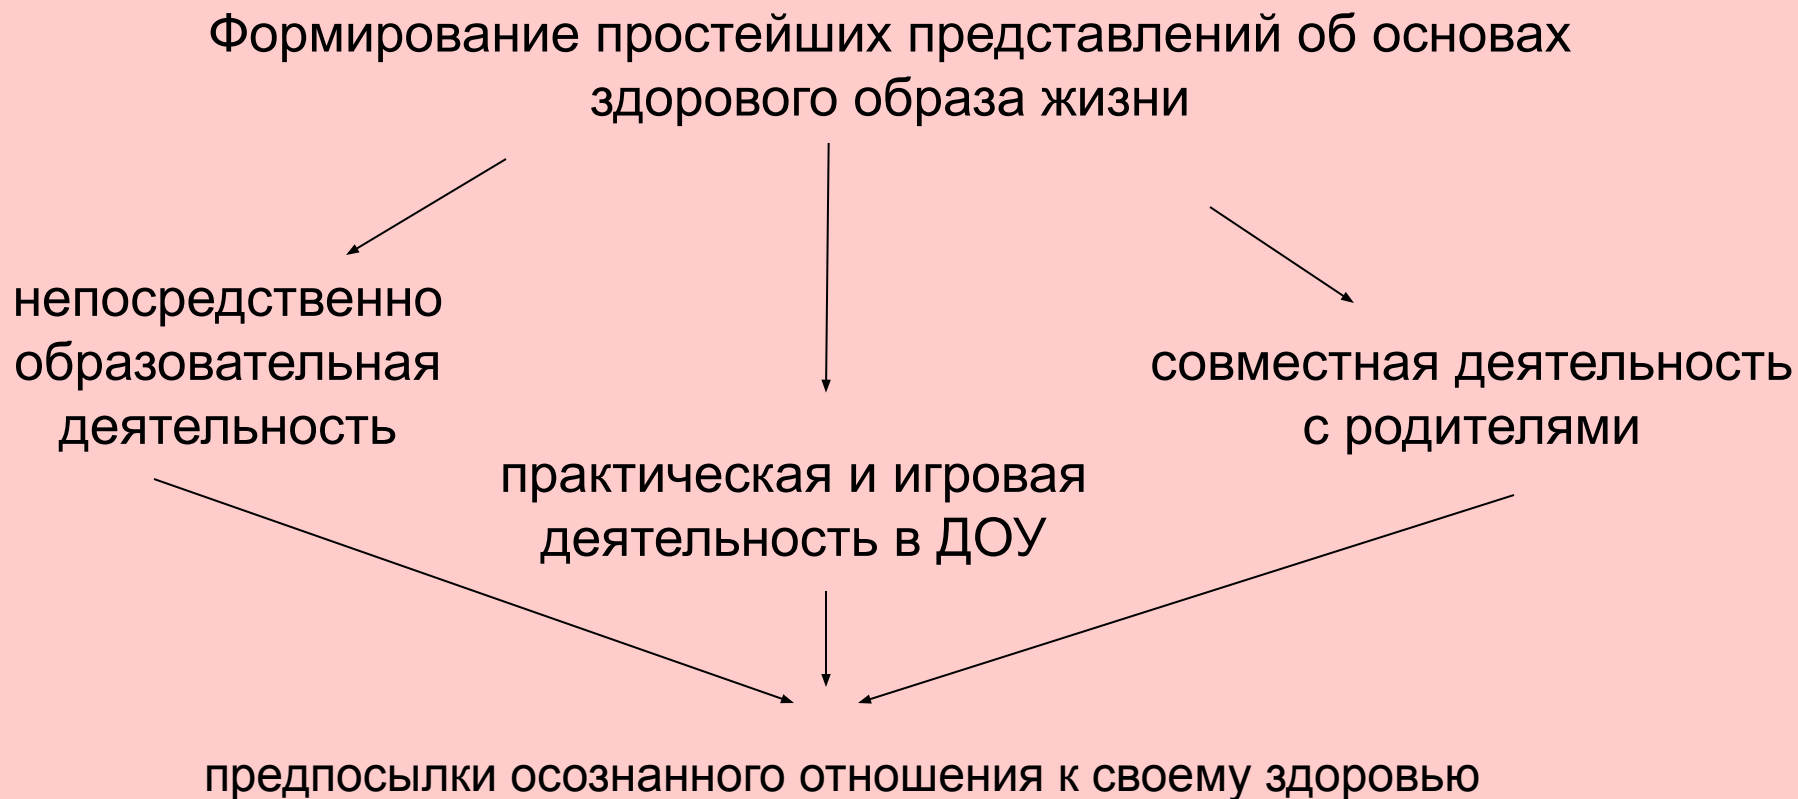 Формирование простейших представлений об основах
здорового образа жизни
непосредственно
образовательная
деятельность
практическая и игровая
деятельность в ДОУ
совместная деятельность
с родителями
предпосылки осознанного отношения к своему здоровью